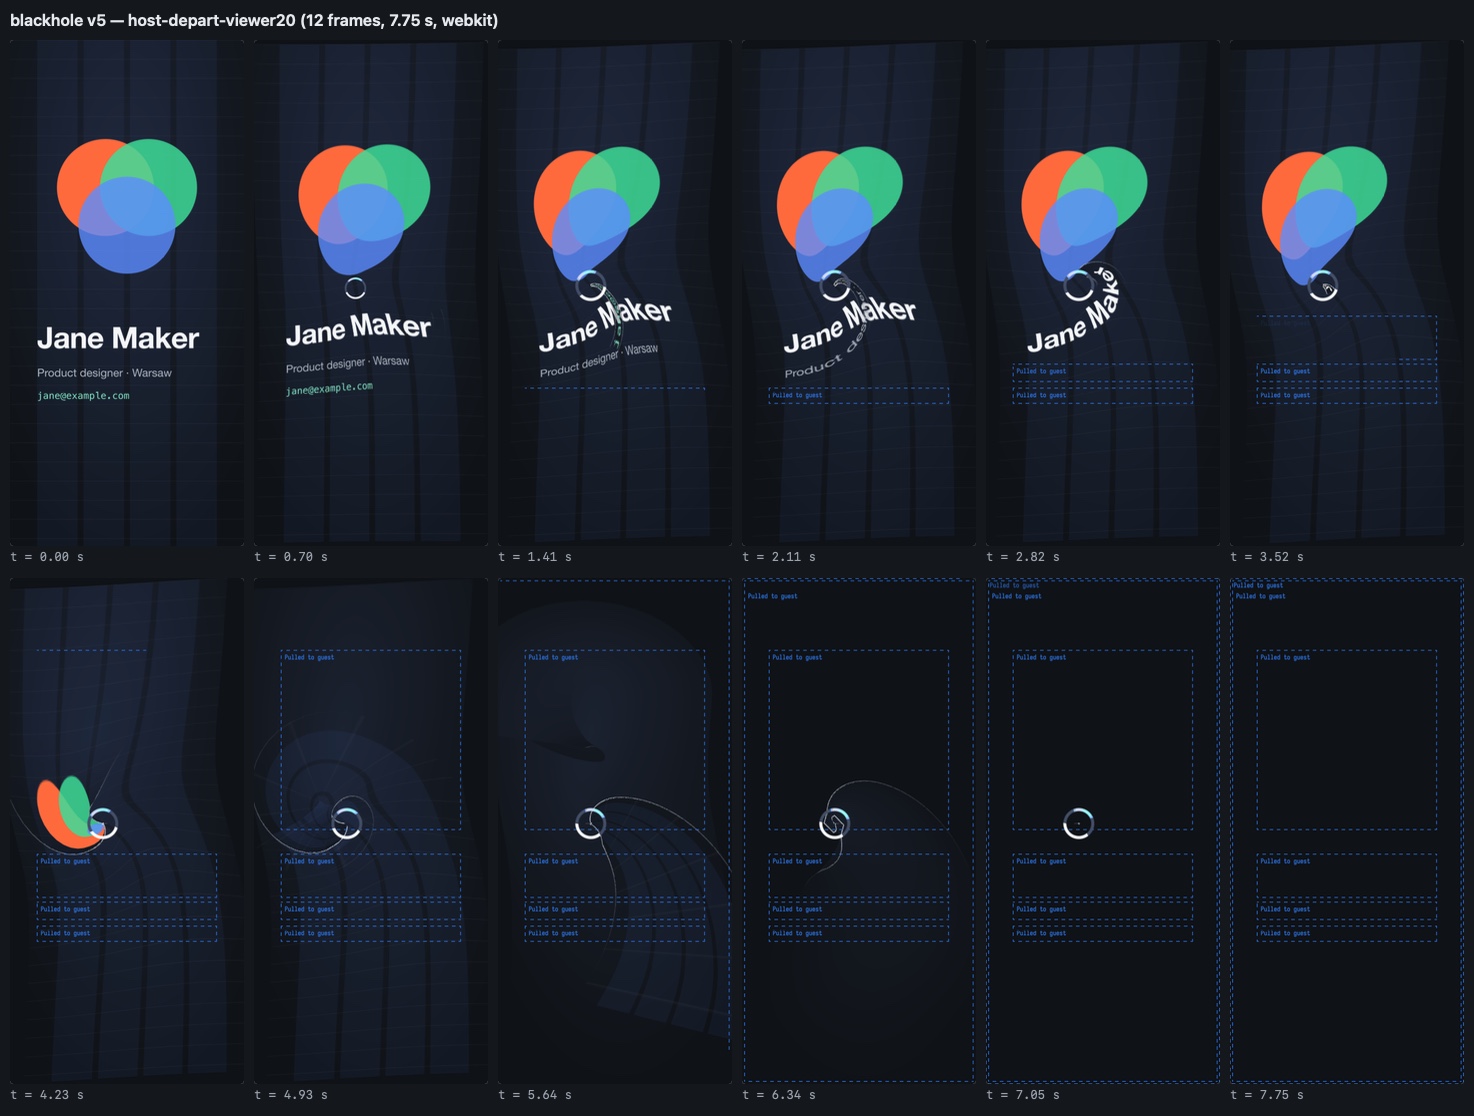 blackhole v5 — host-depart-viewer20 (12 frames, 7.75 s, webkit)
Jane Maker
Product designer · Warsaw
jane@example.com
t = 0.00 s
Jane Maker
Product designer · Warsaw
jane@example.com
t = 0.70 s
Jane Maker
Product designer · Warsaw
t = 1.41 s
Jane Maker
Product des
Pulled to guest
t = 2.11 s
Jane Maker
Pulled to guest
Pulled to guest
t = 2.82 s
Pulled to guest
Pulled to guest
t = 3.52 s
Pulled to guest
Pulled to guest
Pulled to guest
t = 4.23 s
Pulled to guest
Pulled to guest
Pulled to guest
Pulled to guest
t = 4.93 s
Pulled to guest
Pulled to guest
Pulled to guest
Pulled to guest
t = 5.64 s
Pulled to guest
Pulled to guest
Pulled to guest
Pulled to guest
Pulled to guest
t = 6.34 s
Pulled to guest
Pulled to guest
Pulled to guest
Pulled to guest
Pulled to guest
Pulled to guest
t = 7.05 s
Pulled to guest
Pulled to guest
Pulled to guest
Pulled to guest
Pulled to guest
Pulled to guest
t = 7.75 s